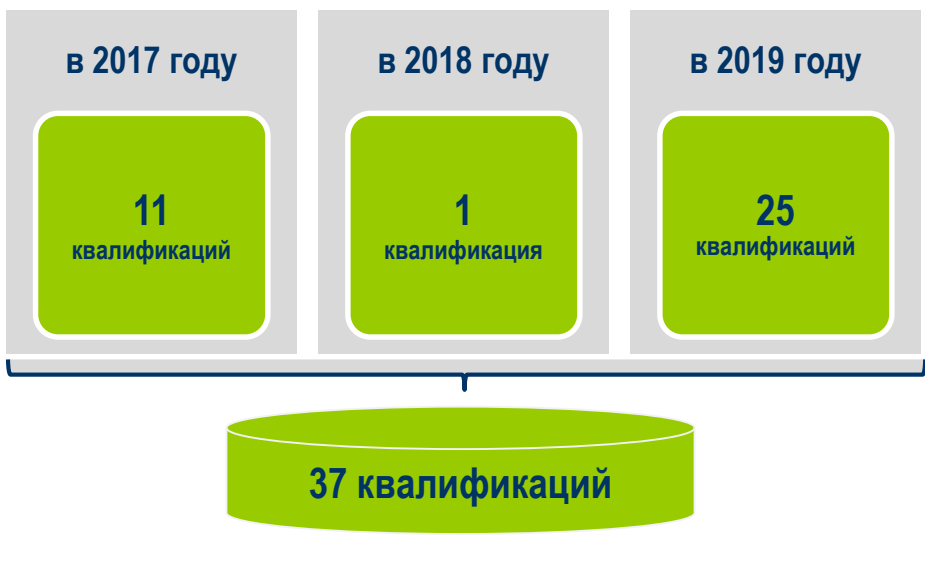 в 2017 году
11
квалификаций
в 2018 году
1
квалификация
в 2019 году
25
квалификаций
37 квалификаций